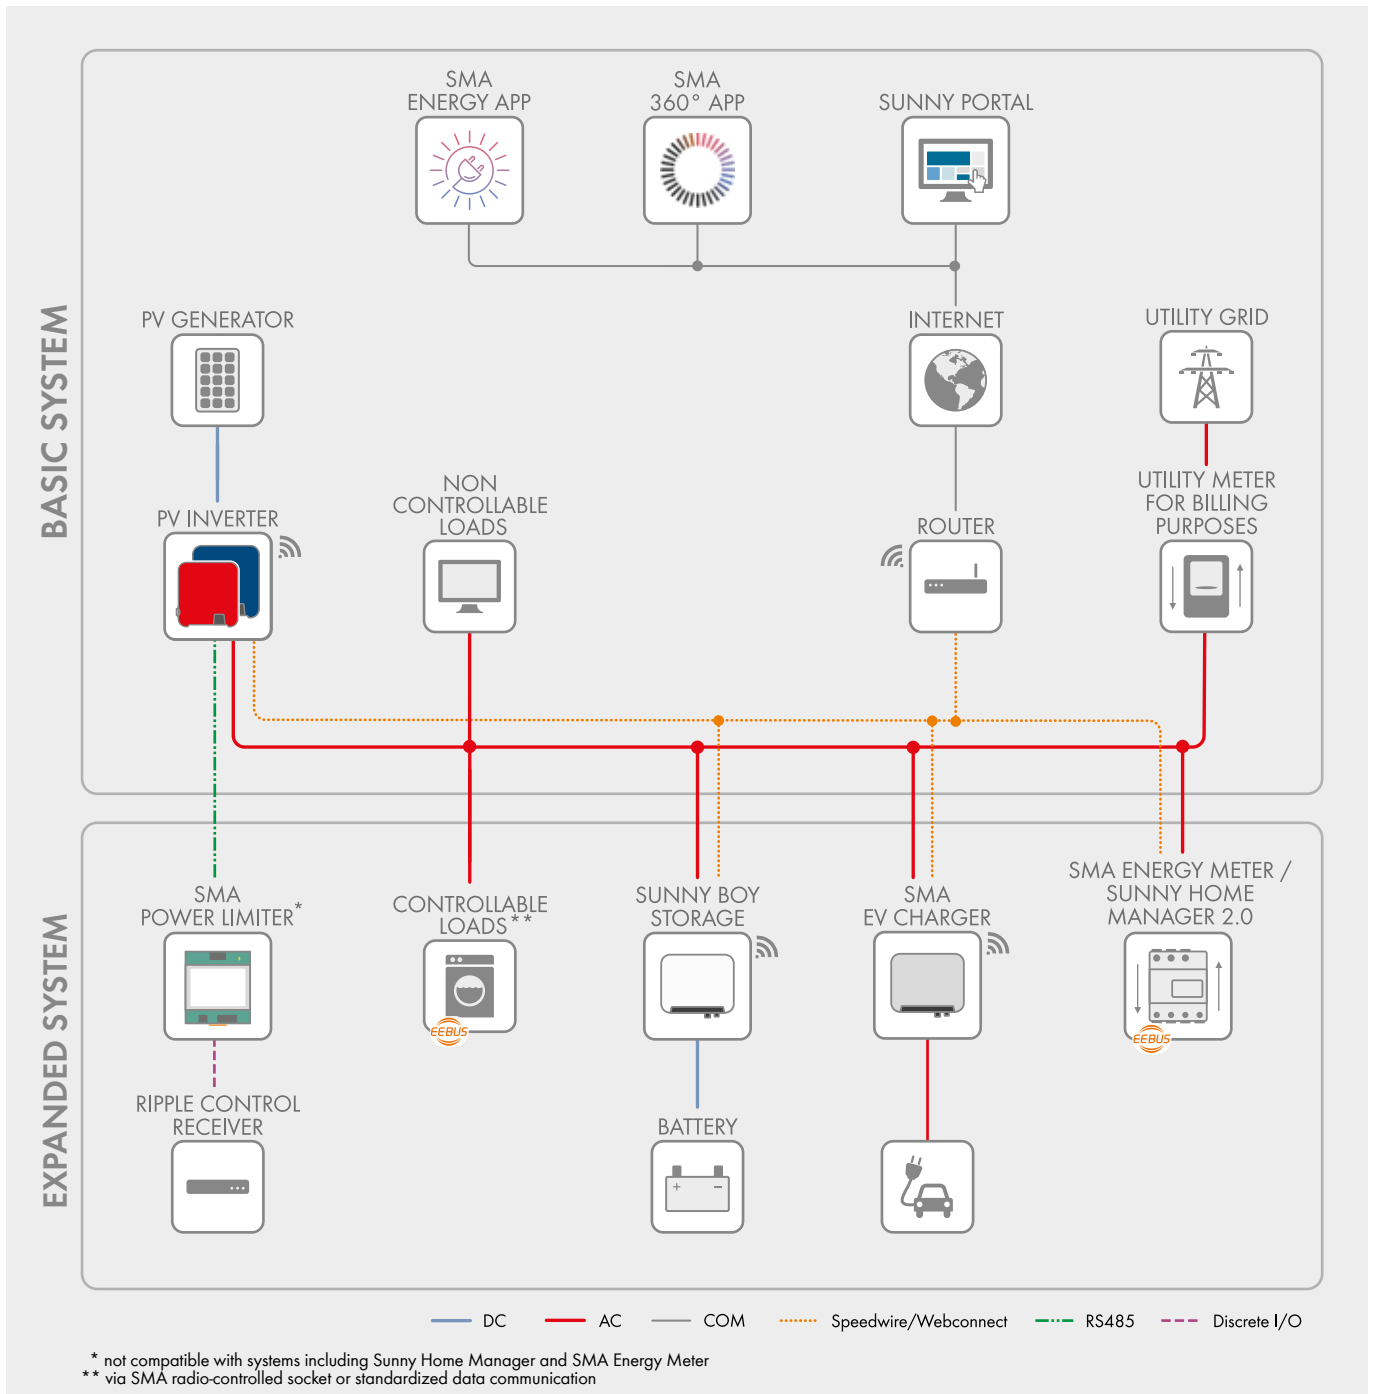 SMA
ENERGY APP
SMA
360° APP
SUNNY PORTAL
BASIC SYSTEM
PV GENERATOR
INTERNET
UTILITY GRID
PV INVERTER
NON
CONTROLLABLE
LOADS
ROUTER
UTILITY METER
FOR BILLING
PURPOSES
EXPANDED SYSTEM
SMA
POWER LIMITER*
CONTROLLABLE
LOADS**
EEBUS
SUNNY BOY
STORAGE
SMA
EV CHARGER
SMA ENERGY METER /
SUNNY HOME
MANAGER 2.0
EEBUS
RIPPLE CONTROL
RECEIVER
BATTERY
+ −
DC
AC
COM
Speedwire/Webconnect
RS485
Discrete I/O
* not compatible with systems including Sunny Home Manager and SMA Energy Meter
** via SMA radio-controlled socket or standardized data communication